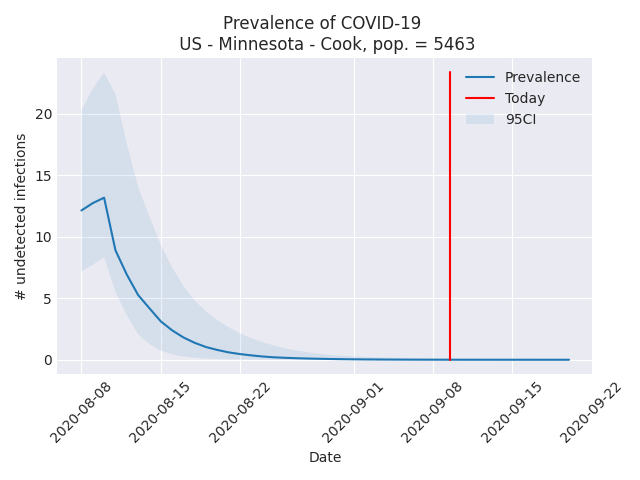 Prevalence of COVID-19
US - Minnesota - Cook, pop. = 5463
Prevalence
Today
95CI
# undetected infections
20
15
10
5
0
2020-08-08
2020-08-15
2020-08-22
2020-09-01
2020-09-08
2020-09-15
2020-09-22
Date